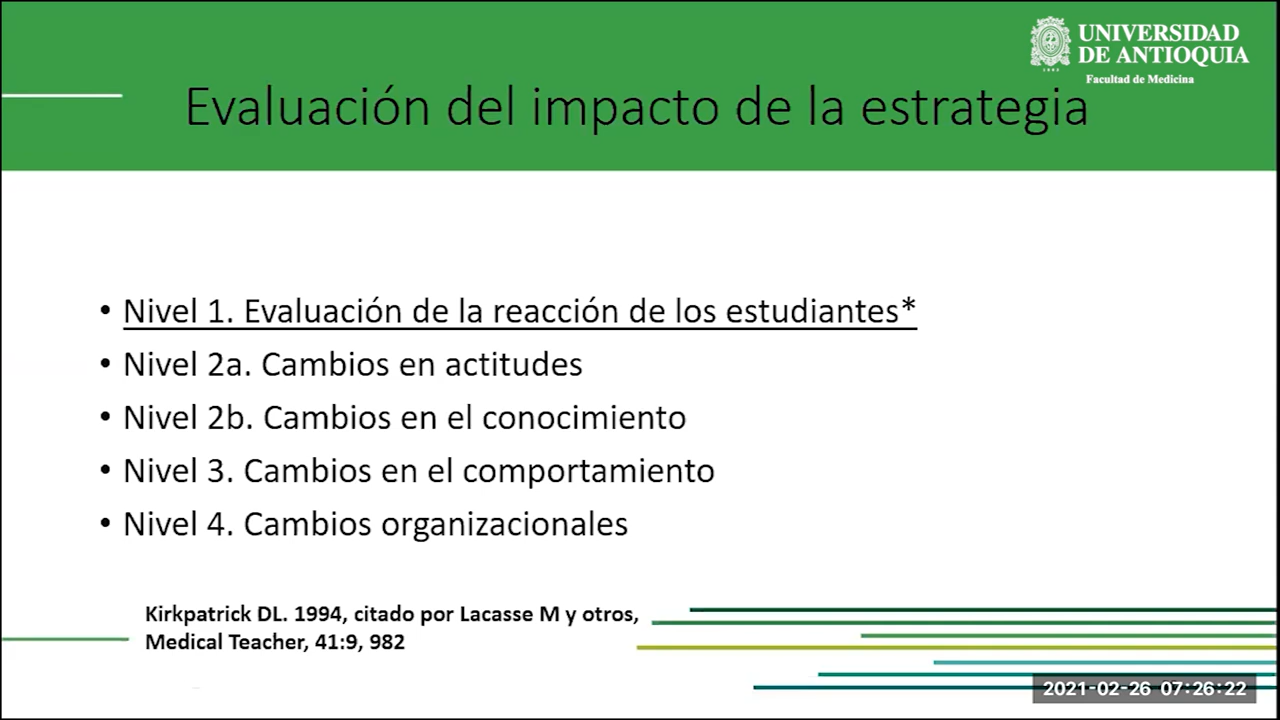 UNIVERSIDAD
DE ANTIOQUIA
1803
Facultad de Medicina
Evaluación del impacto de la estrategia
• Nivel 1. Evaluación de la reacción de los estudiantes*
• Nivel 2a. Cambios en actitudes
• Nivel 2b. Cambios en el conocimiento
• Nivel 3. Cambios en el comportamiento
• Nivel 4. Cambios organizacionales
Kirkpatrick DL. 1994, citado por Lacasse M y otros,
Medical Teacher, 41:9, 982
2021-02-26 07:26:22